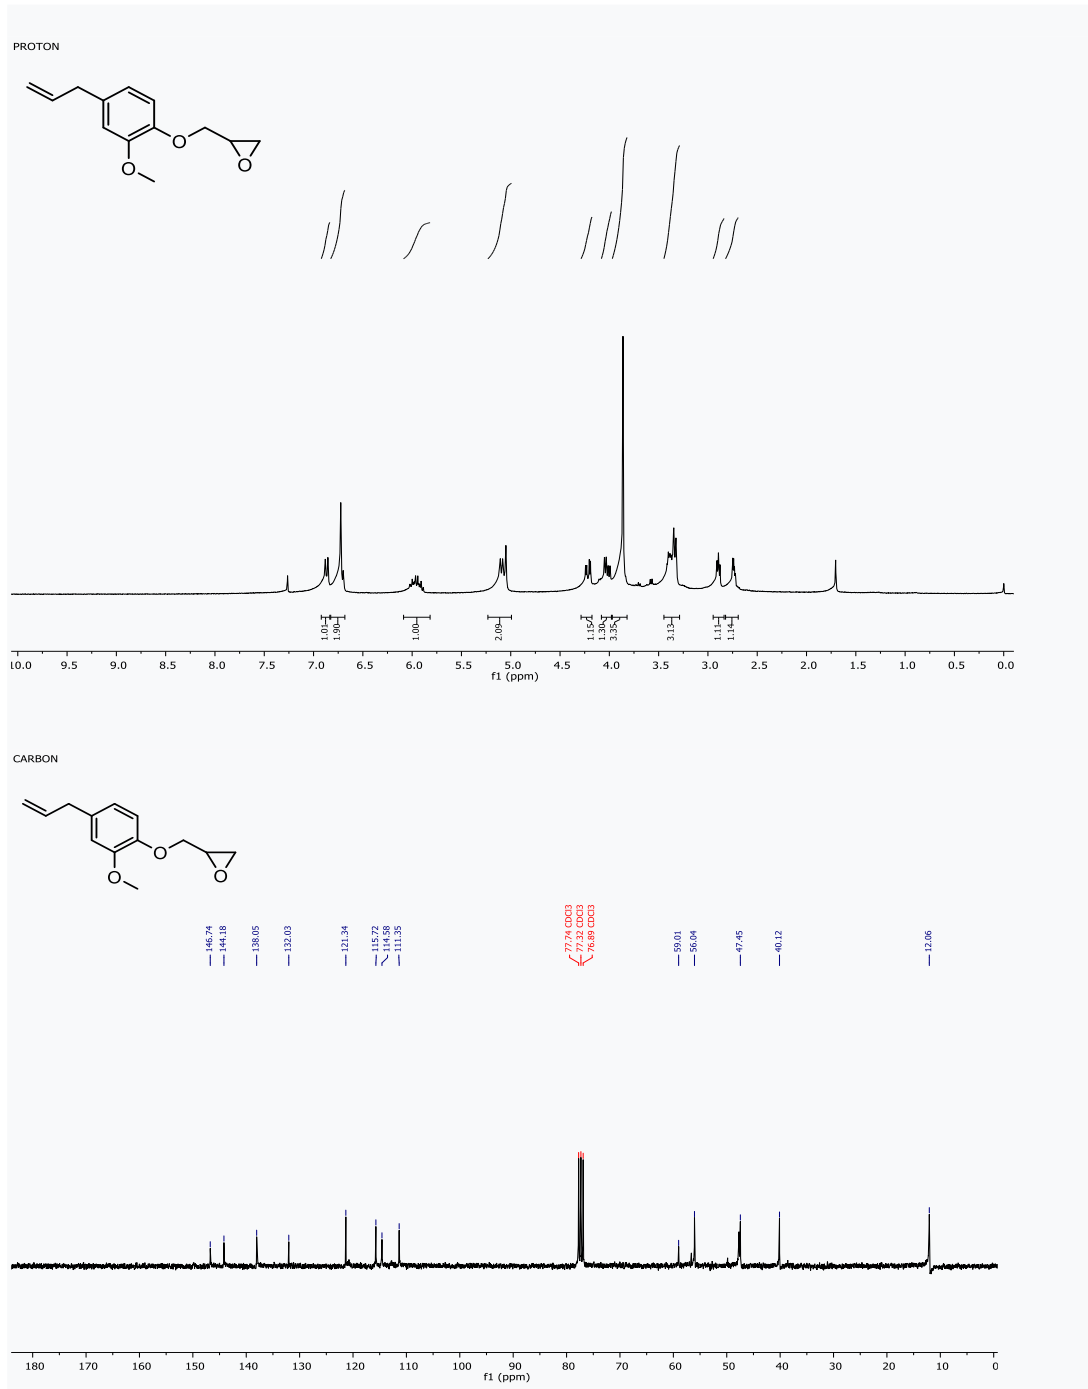 PROTON
O
O
O
1.01
1.90
1.00
2.09
1.15
1.30
3.35
3.13
1.11
1.14
10.0 9.5 9.0 8.5 8.0 7.5 7.0 6.5 6.0 5.5 5.0 4.5 4.0 3.5 3.0 2.5 2.0 1.5 1.0 0.5 0.0
f1 (ppm)
CARBON
O
O
O
146.74
144.18
138.05
132.03
121.34
115.72
114.58
111.35
77.74 CDCl3
77.32 CDCl3
76.89 CDCl3
59.01
56.04
47.45
40.12
12.06
180 170 160 150 140 130 120 110 100 90 80 70 60 50 40 30 20 10 0
f1 (ppm)